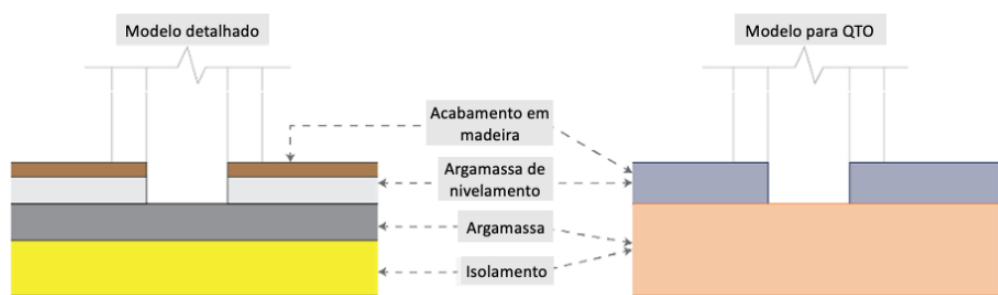 Modelo detalhado
Modelo para QTO
Acabamento em
madeira
Argamassa de
nivelamento
Argamassa
Isolamento